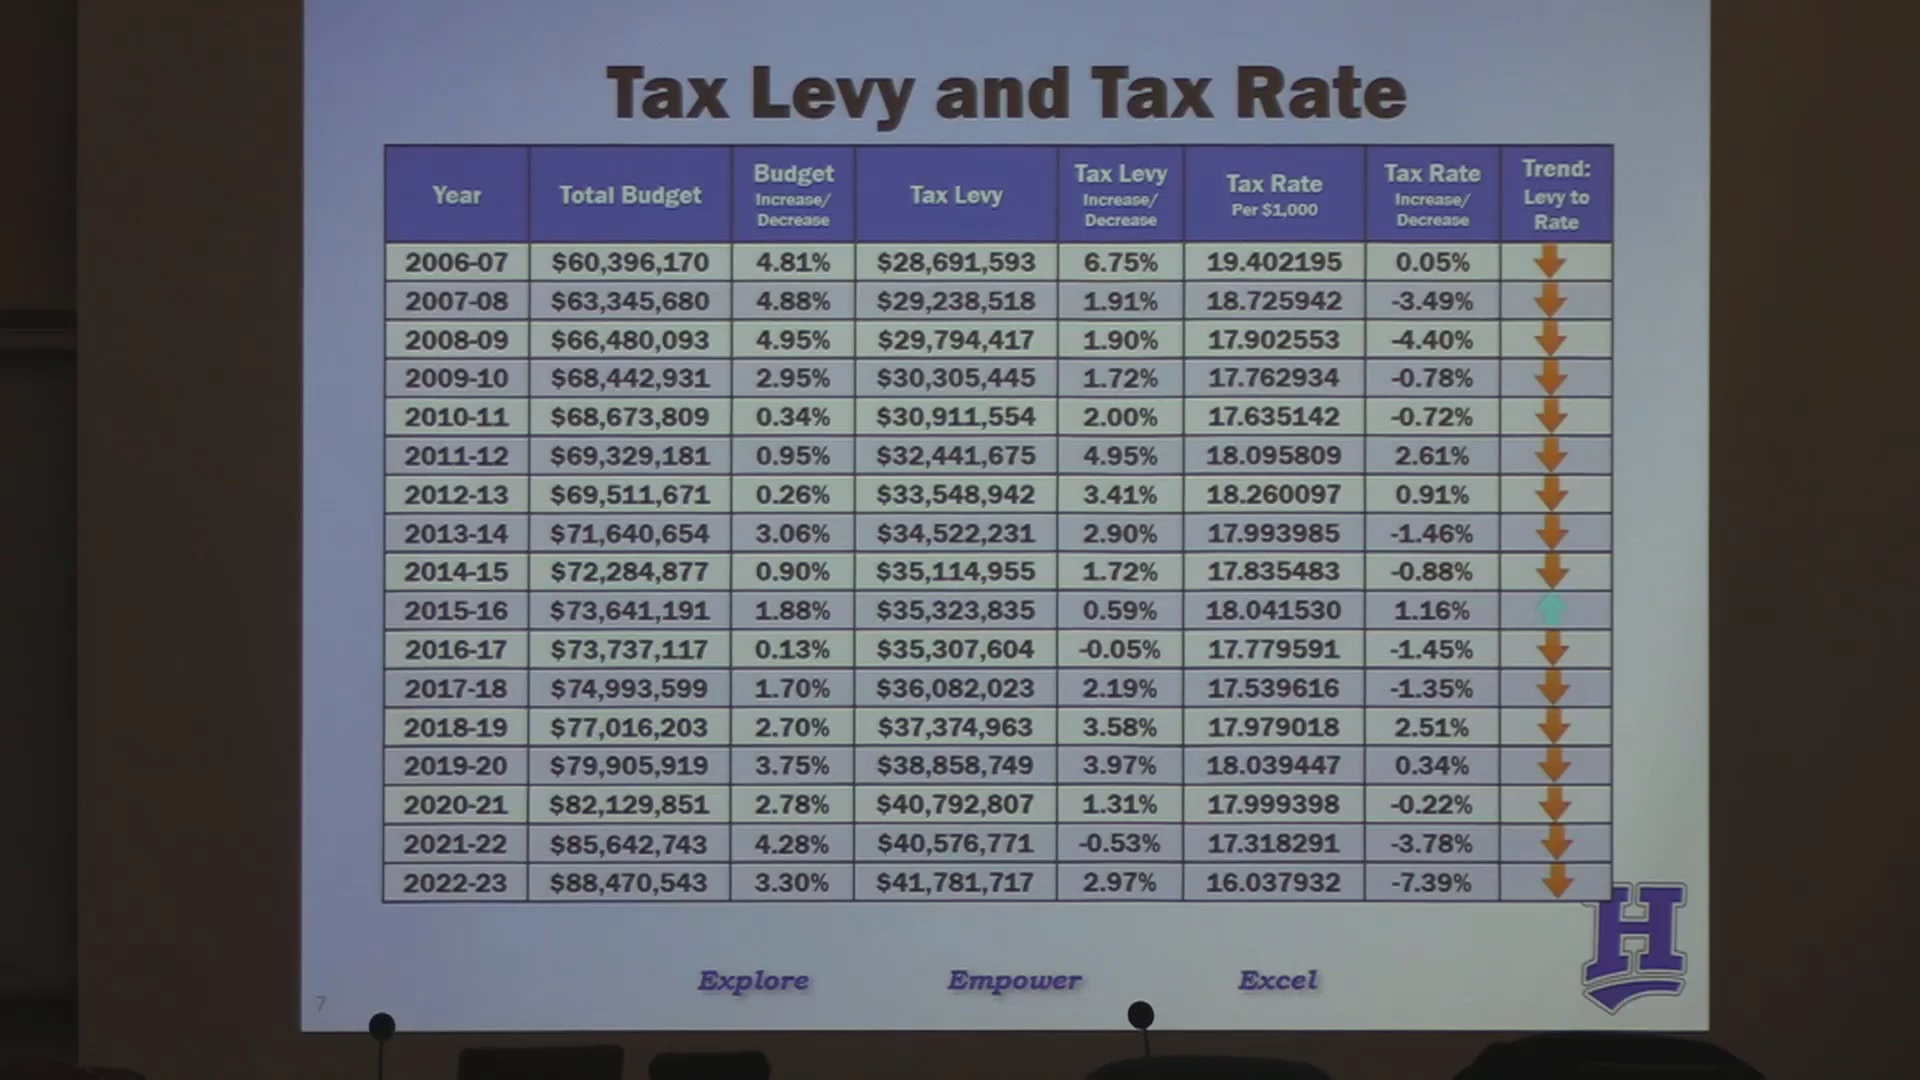 Tax Levy and Tax Rate
Year Total Budget Budget Increase/ Decrease Tax Levy Tax Levy Increase/ Decrease Tax Rate Per $1,000 Tax Rate Increase/ Decrease Trend: Levy to Rate
2006-07 $60,396,170 4.81% $28,691,593 6.75% 19.402195 0.05%
2007-08 $63,345,680 4.88% $29,238,518 1.91% 18.725942 -3.49%
2008-09 $66,480,093 4.95% $29,794,417 1.90% 17.902553 -4.40%
2009-10 $68,442,931 2.95% $30,305,445 1.72% 17.762934 -0.78%
2010-11 $68,673,809 0.34% $30,911,554 2.00% 17.635142 -0.72%
2011-12 $69,329,181 0.95% $32,441,675 4.95% 18.095809 2.61%
2012-13 $69,511,671 0.26% $33,548,942 3.41% 18.260097 0.91%
2013-14 $71,640,654 3.06% $34,522,231 2.90% 17.993985 -1.46%
2014-15 $72,284,877 0.90% $35,114,955 1.72% 17.835483 -0.88%
2015-16 $73,641,191 1.88% $35,323,835 0.59% 18.041530 1.16%
2016-17 $73,737,117 0.13% $35,307,604 -0.05% 17.779591 -1.45%
2017-18 $74,993,599 1.70% $36,082,023 2.19% 17.539616 -1.35%
2018-19 $77,016,203 2.70% $37,374,963 3.58% 17.979018 2.51%
2019-20 $79,905,919 3.75% $38,858,749 3.97% 18.039447 0.34%
2020-21 $82,129,851 2.78% $40,792,807 1.31% 17.999398 -0.22%
2021-22 $85,642,743 4.28% $40,576,771 -0.53% 17.318291 -3.78%
2022-23 $88,470,543 3.30% $41,781,717 2.97% 16.037932 -7.39%
H
Explore Empower Excel
7